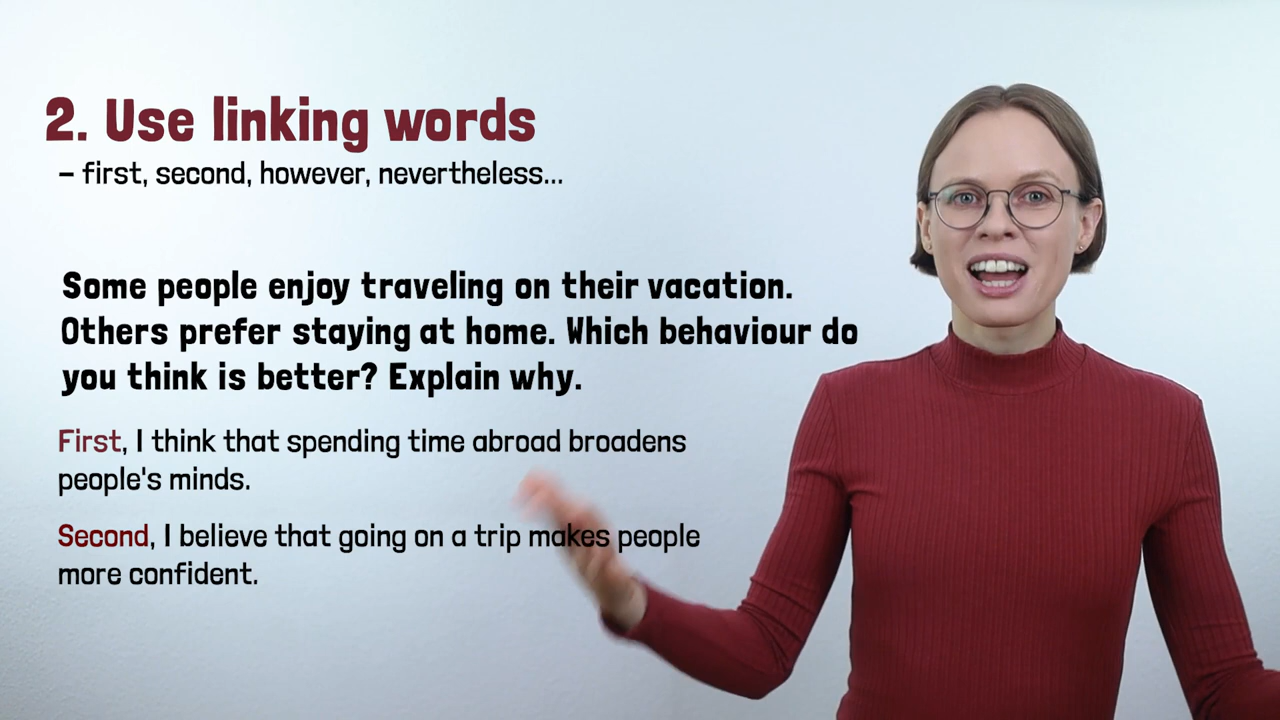 2. Use linking words
– first, second, however, nevertheless...
Some people enjoy traveling on their vacation.
Others prefer staying at home. Which behaviour do
you think is better? Explain why.
First, I think that spending time abroad broadens
people's minds.
Second, I believe that going on a trip makes people
more confident.